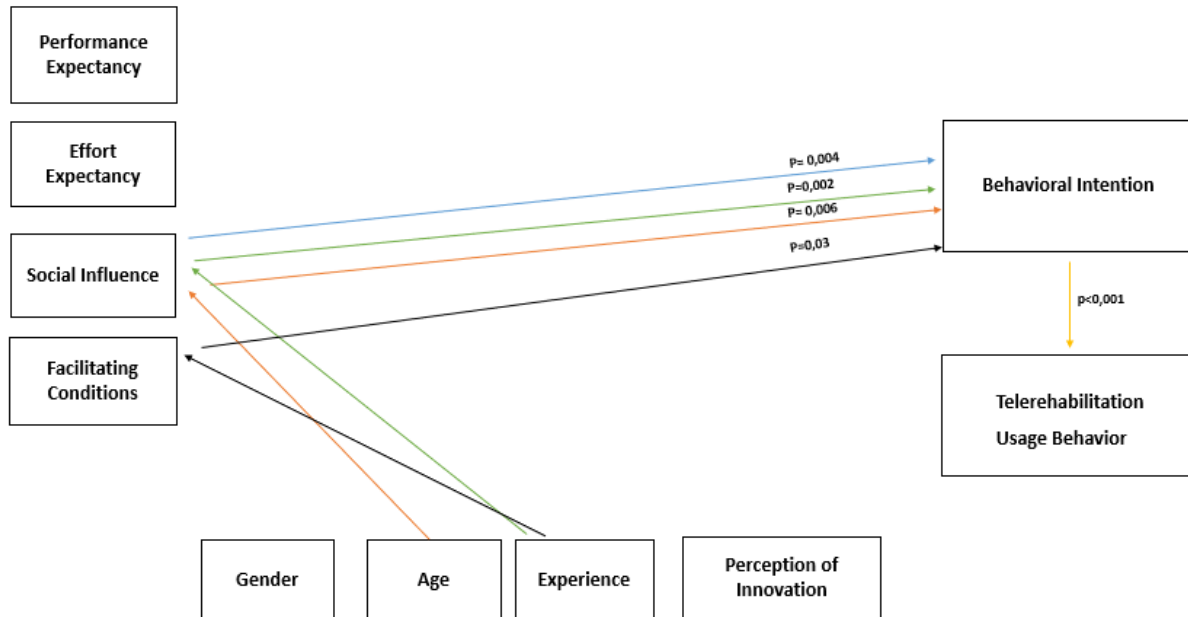 Performance
Expectancy
Effort
Expectancy
Social Influence
Facilitating
Conditions
P= 0,004
P=0,002
P= 0,006
P=0,03
Behavioral Intention
p<0,001
Telerehabilitation
Usage Behavior
Gender
Age
Experience
Perception of
Innovation